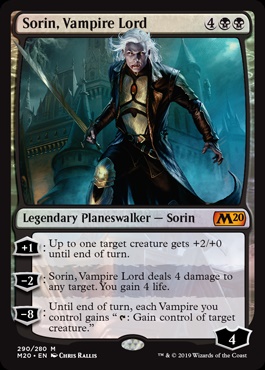 Sorin, Vampire Lord 4
Legendary Planeswalker — Sorin M20
+1 : Up to one target creature gets +2/+0
until end of turn.
−2 : Sorin, Vampire Lord deals 4 damage to
any target. You gain 4 life.
−8 : Until end of turn, each Vampire you
control gains “ : Gain control of target
creature.”
4
290/280 M
M20 • EN Chris Rallis
™ & © 2019 Wizards of the Coast